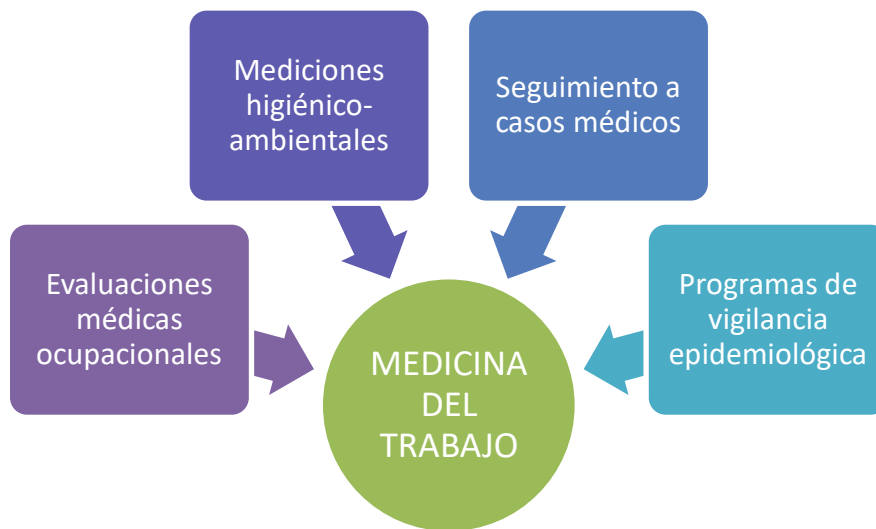 Mediciones
higiénico-
ambientales
Seguimiento a
casos médicos
Evaluaciones
médicas
ocupacionales
Programas de
vigilancia
epidemiológica
MEDICINA
DEL
TRABAJO